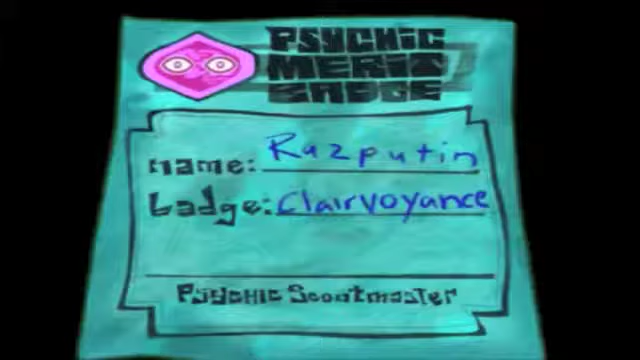 PSYCHIC
MERIT
BADGE
name: Razputin
badge: Clairvoyance
Psychic Scoutmaster